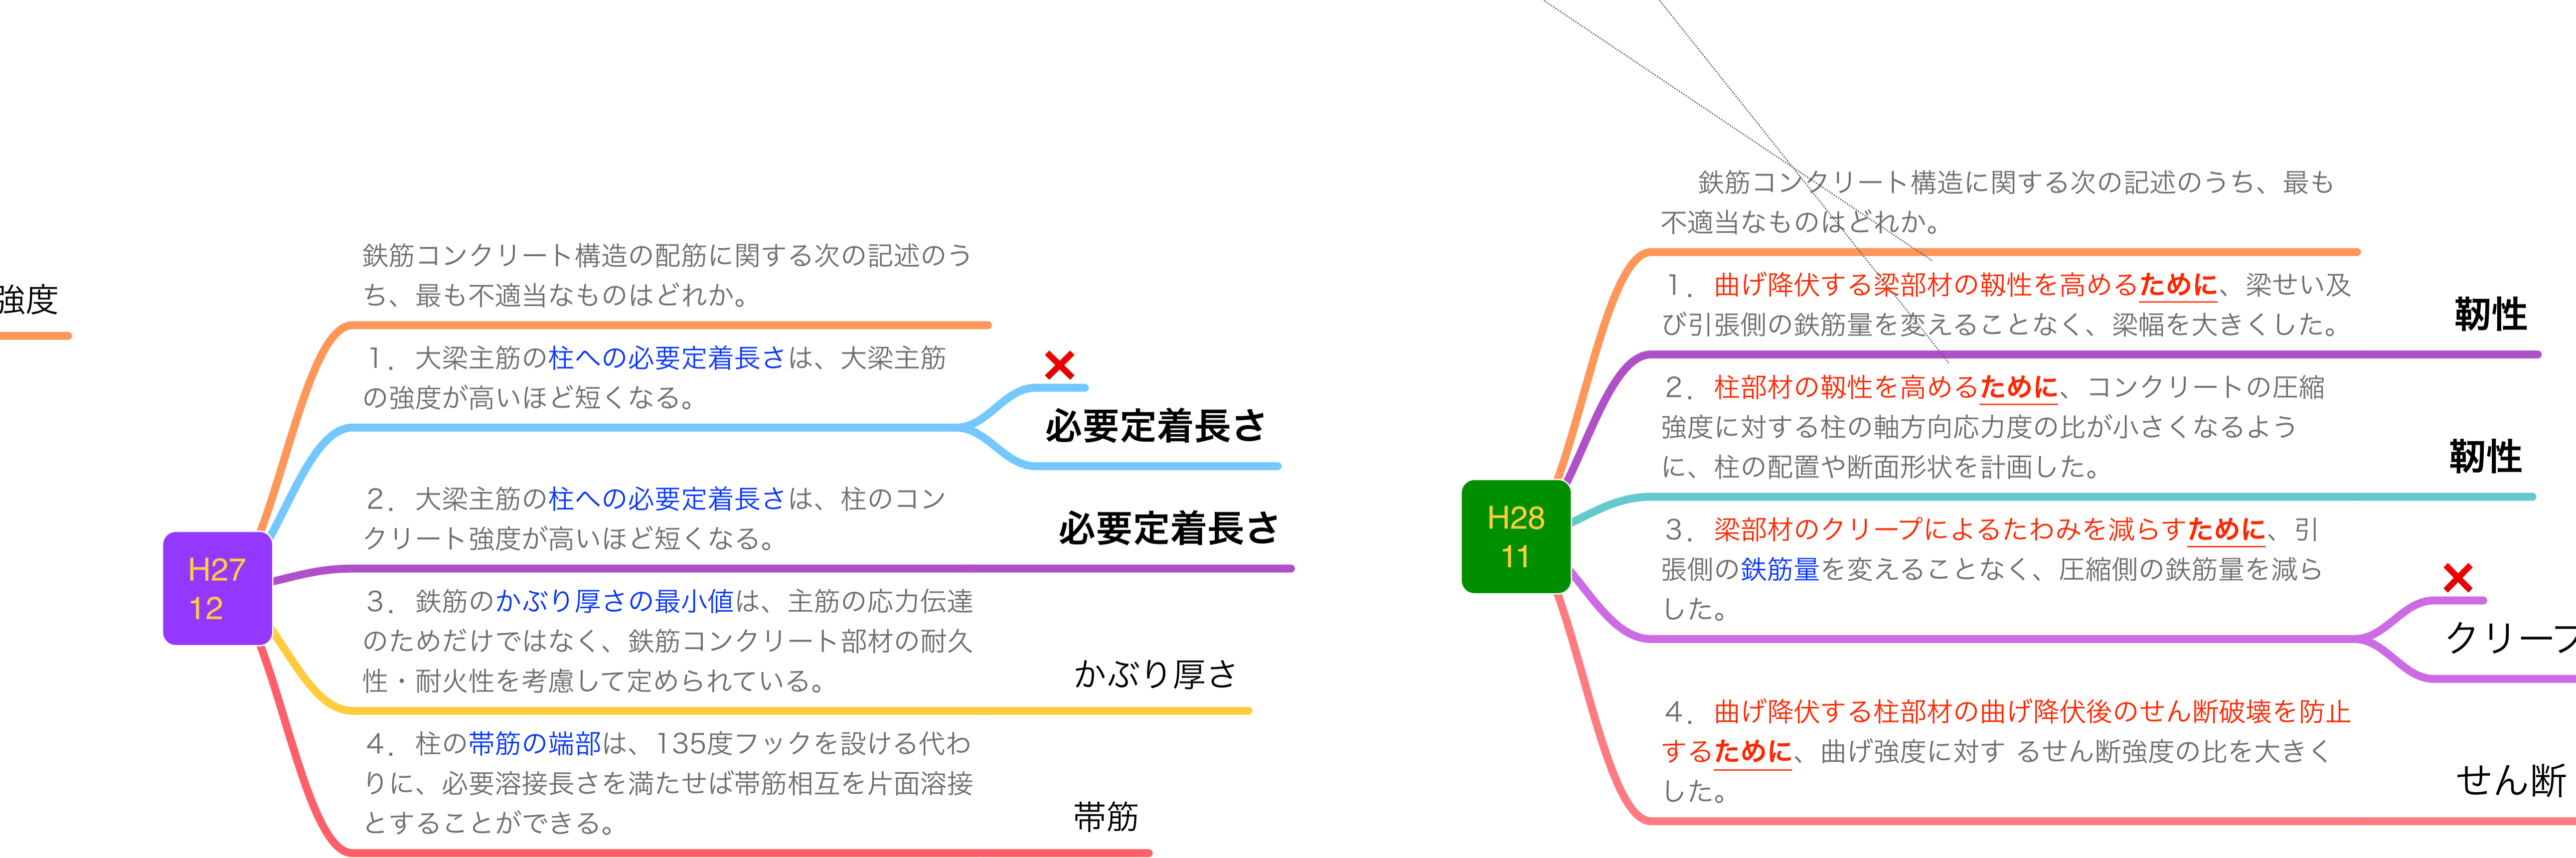 強度
H27
12
鉄筋コンクリート構造の配筋に関する次の記述のう
ち、最も不適当なものはどれか。
1．大梁主筋の柱への必要定着長さは、大梁主筋
の強度が高いほど短くなる。
×
必要定着長さ
2．大梁主筋の柱への必要定着長さは、柱のコン
クリート強度が高いほど短くなる。
必要定着長さ
3．鉄筋のかぶり厚さの最小値は、主筋の応力伝達
のためだけではなく、鉄筋コンクリート部材の耐久
性・耐火性を考慮して定められている。
かぶり厚さ
4．柱の帯筋の端部は、135度フックを設ける代わ
りに、必要溶接長さを満たせば帯筋相互を片面溶接
とすることができる。
帯筋
H28
11
鉄筋コンクリート構造に関する次の記述のうち、最も
不適当なものはどれか。
1．曲げ降伏する梁部材の靱性を高めるために、梁せい及
び引張側の鉄筋量を変えることなく、梁幅を大きくした。
靭性
2．柱部材の靱性を高めるために、コンクリートの圧縮
強度に対する柱の軸方向応力度の比が小さくなるよう
に、柱の配置や断面形状を計画した。
靭性
3．梁部材のクリープによるたわみを減らすために、引
張側の鉄筋量を変えることなく、圧縮側の鉄筋量を減ら
した。
×
クリープ
4．曲げ降伏する柱部材の曲げ降伏後のせん断破壊を防止
するために、曲げ強度に対す るせん断強度の比を大きく
した。
せん断